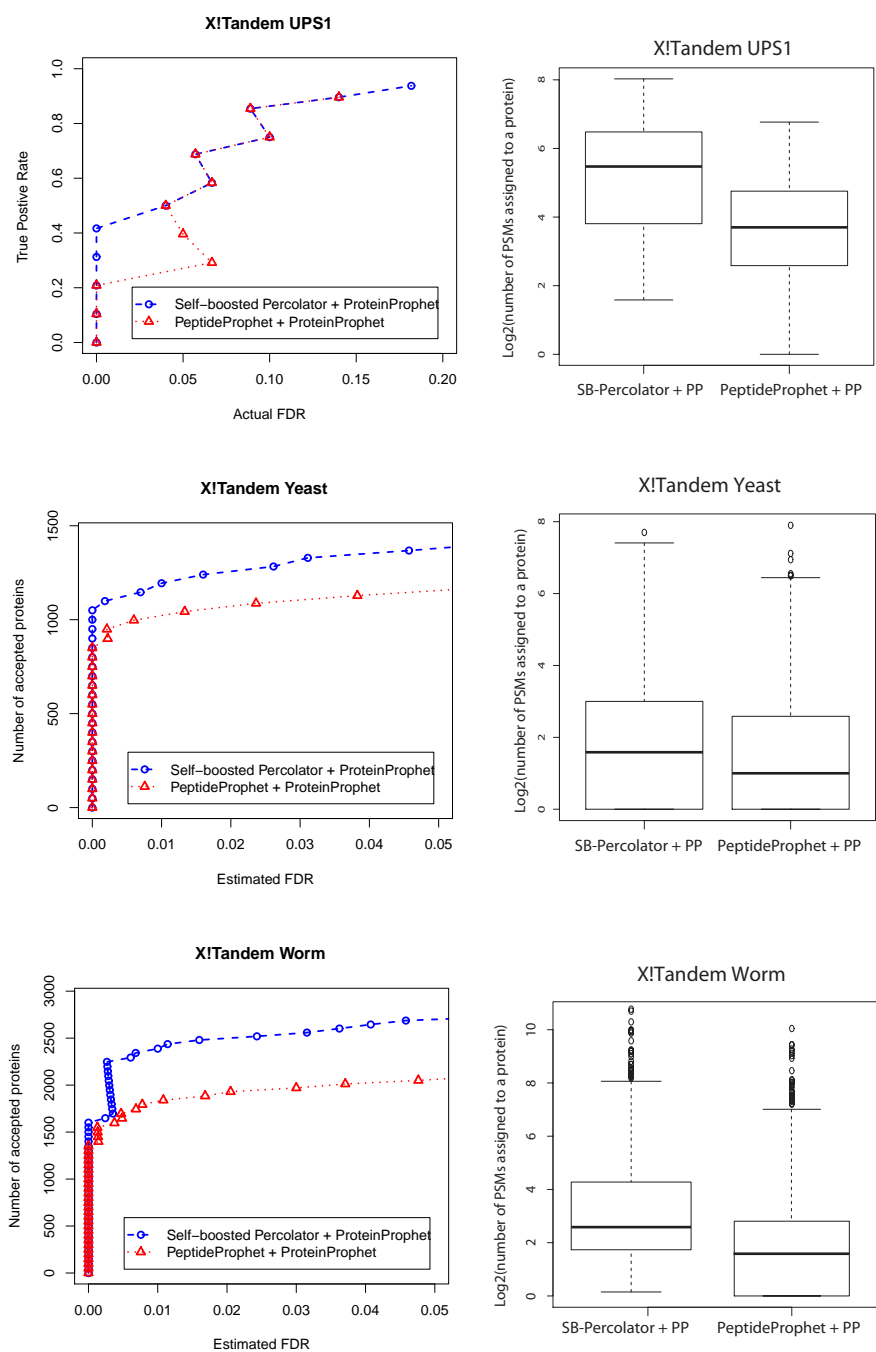 X!Tandem UPS1
True Postive Rate
0.0 0.2 0.4 0.6 0.8 1.0
Self-boosted Percolator + ProteinProphet
PeptideProphet + ProteinProphet
0.00 0.05 0.10 0.15 0.20
Actual FDR
X!Tandem UPS1
Log2(number of PSMs assigned to a protein)
0 2 4 6 8
SB-Percolator + PP PeptideProphet + PP
X!Tandem Yeast
Number of accepted proteins
0 500 1000 1500
Self-boosted Percolator + ProteinProphet
PeptideProphet + ProteinProphet
0.00 0.01 0.02 0.03 0.04 0.05
Estimated FDR
X!Tandem Yeast
Log2(number of PSMs assigned to a protein)
0 2 4 6 8
SB-Percolator + PP PeptideProphet + PP
X!Tandem Worm
Number of accepted proteins
0 500 1000 1500 2000 2500 3000
Self-boosted Percolator + ProteinProphet
PeptideProphet + ProteinProphet
0.00 0.01 0.02 0.03 0.04 0.05
Estimated FDR
X!Tandem Worm
Log2(number of PSMs assigned to a protein)
0 2 4 6 8 10
SB-Percolator + PP PeptideProphet + PP